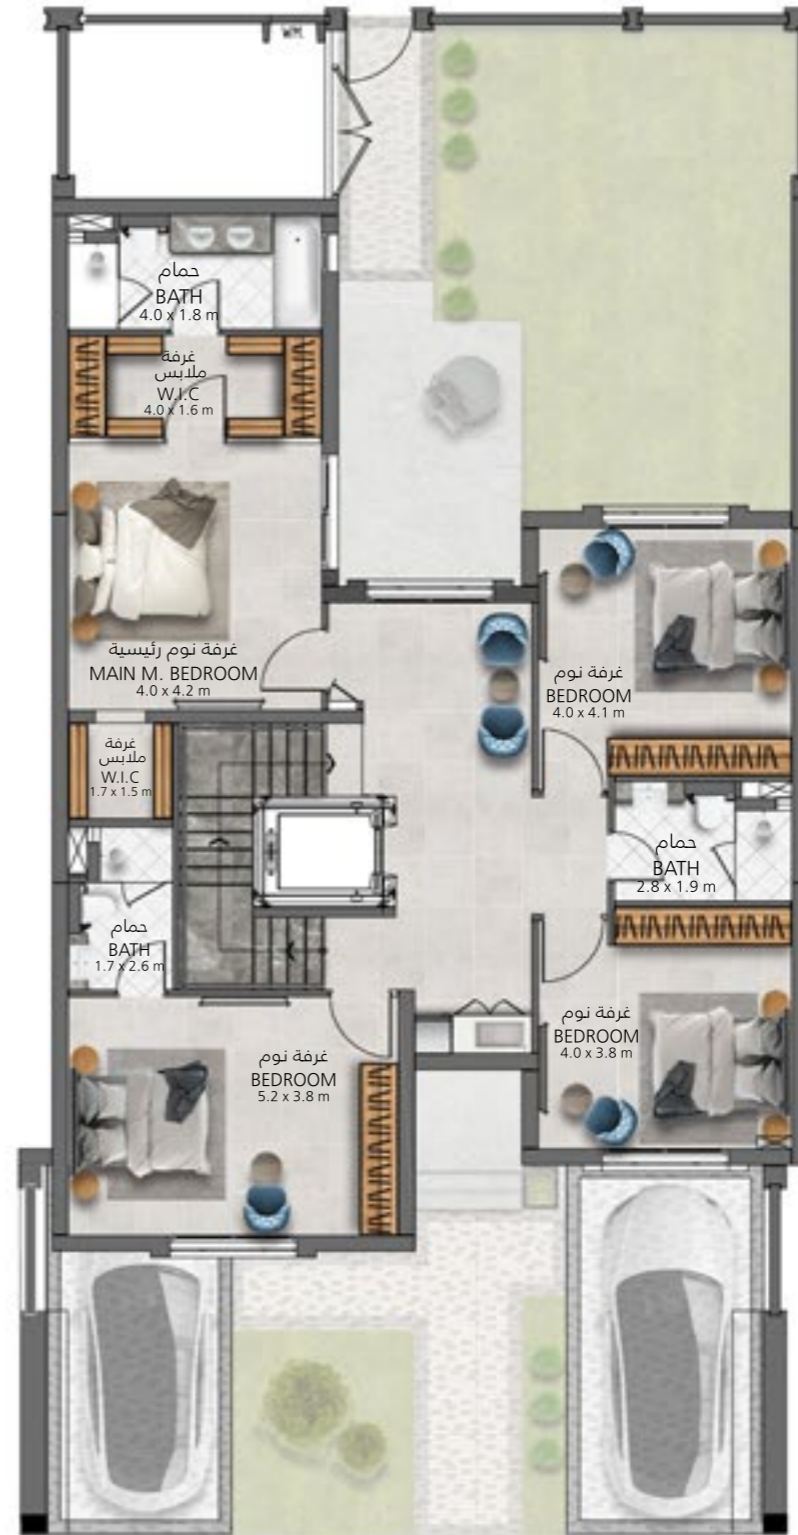 WM
حمام
BATH
4.0 x 1.8 m
غرفة
ملابس
W.I.C
4.0 x 1.6 m
غرفة نوم رئيسية
MAIN M. BEDROOM
4.0 x 4.2 m
غرفة نوم
BEDROOM
4.0 x 4.1 m
غرفة
ملابس
W.I.C
1.7 x 1.5 m
حمام
BATH
2.8 x 1.9 m
حمام
BATH
1.7 x 2.6 m
غرفة نوم
BEDROOM
4.0 x 3.8 m
غرفة نوم
BEDROOM
5.2 x 3.8 m